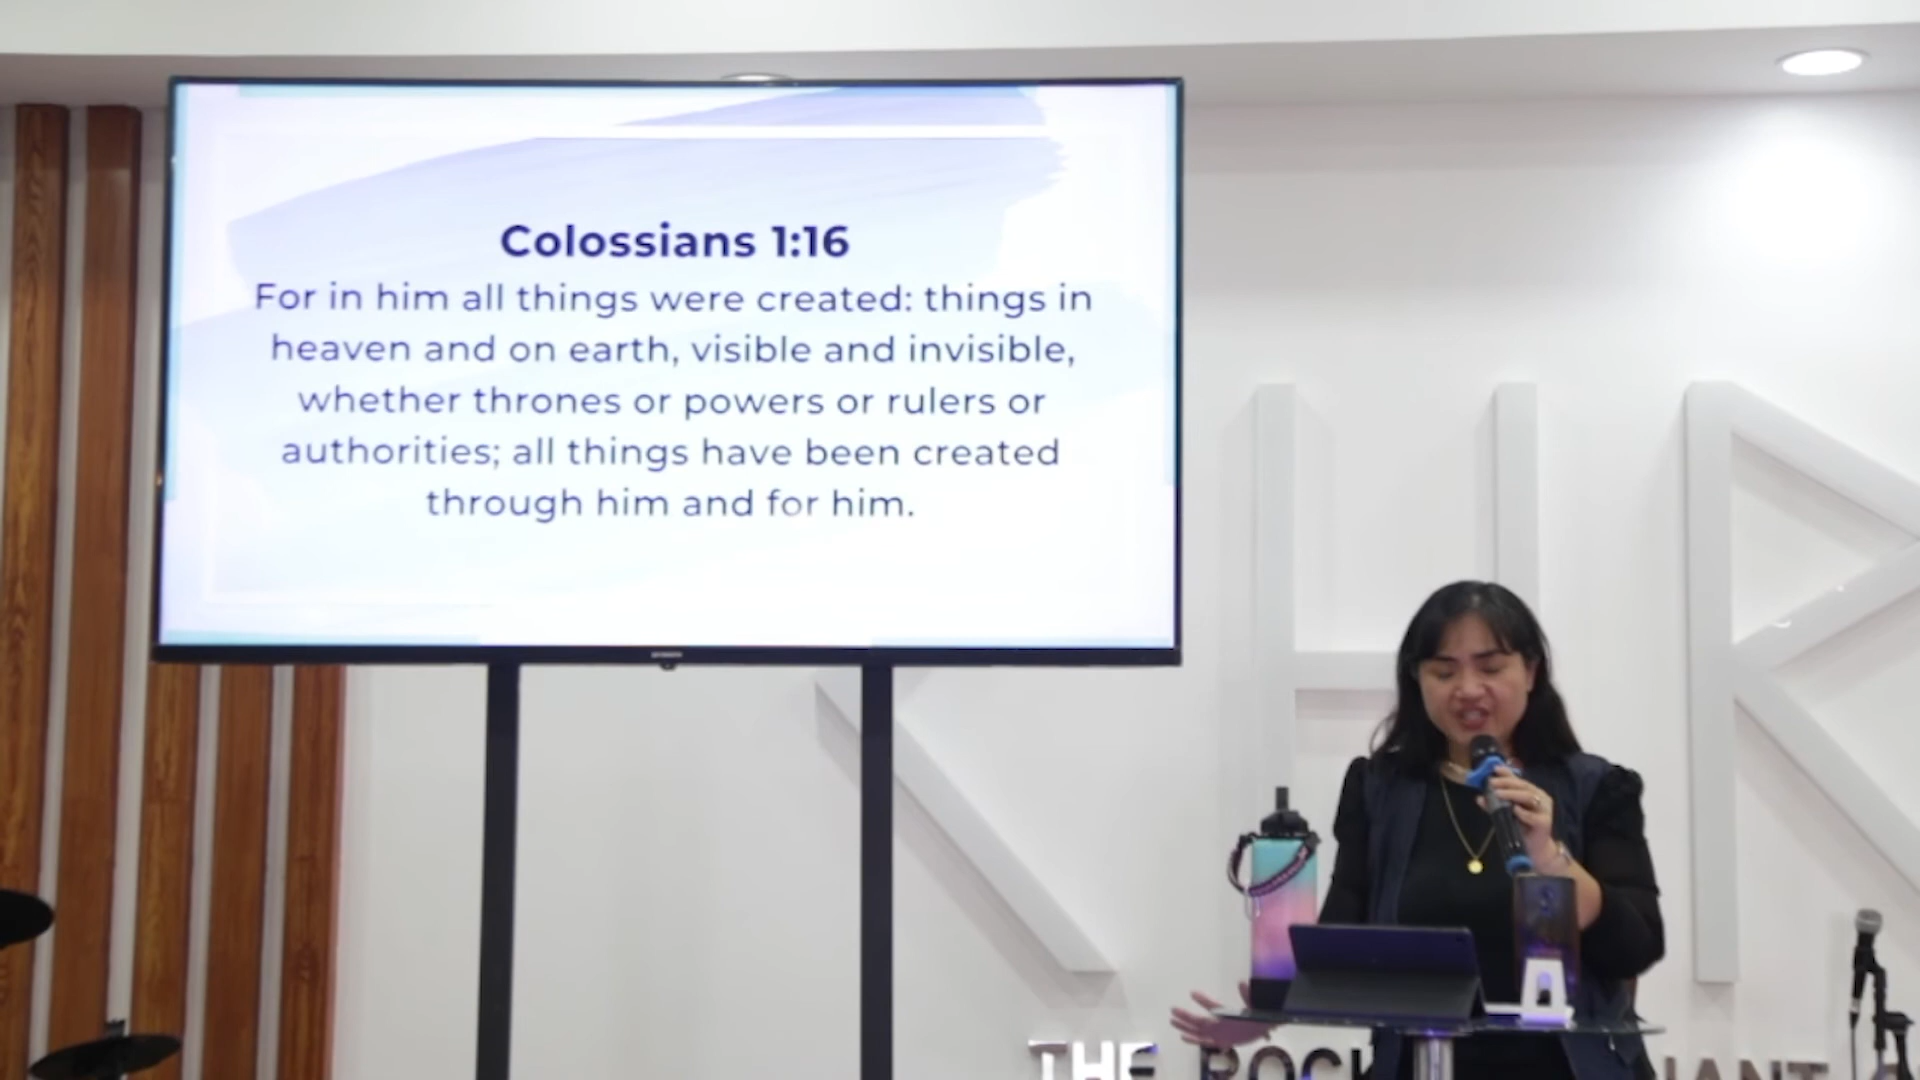 Colossians 1:16
For in him all things were created: things in
heaven and on earth, visible and invisible,
whether thrones or powers or rulers or
authorities; all things have been created
through him and for him.
HR
THE ROCK